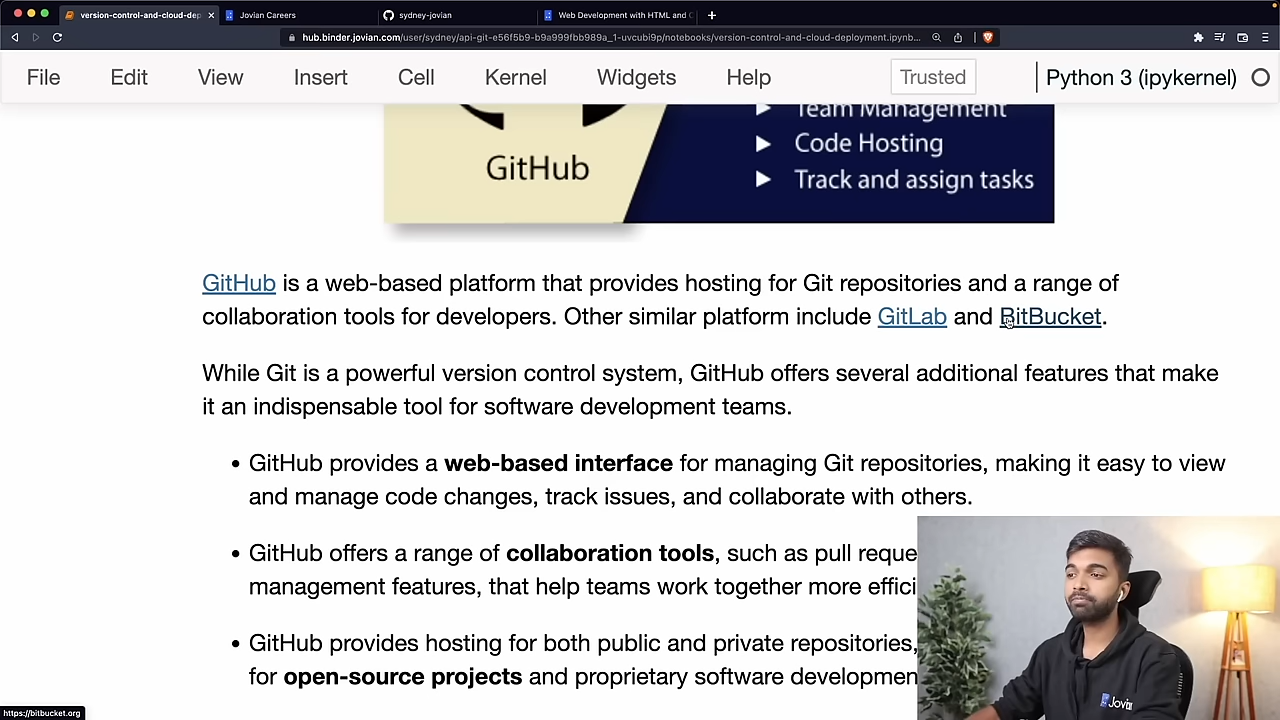 version-control-and-cloud-dep
Jovian Careers
sydney-jovian
Web Development with HTML and C
hub.binder.jovian.com/user/sydney/api-git-e56f5b9-b9a999fbb989a_1-uvcubi9p/notebooks/version-control-and-cloud-deployment.ipynb...
File Edit View Insert Cell Kernel Widgets Help Trusted Python 3 (ipykernel)
Team Management
Code Hosting
Track and assign tasks
GitHub
GitHub is a web-based platform that provides hosting for Git repositories and a range of
collaboration tools for developers. Other similar platform include GitLab and BitBucket.
While Git is a powerful version control system, GitHub offers several additional features that make
it an indispensable tool for software development teams.
• GitHub provides a web-based interface for managing Git repositories, making it easy to view
and manage code changes, track issues, and collaborate with others.
• GitHub offers a range of collaboration tools, such as pull reque
management features, that help teams work together more effici
• GitHub provides hosting for both public and private repositories,
for open-source projects and proprietary software developmen
Jovian
https://bitbucket.org